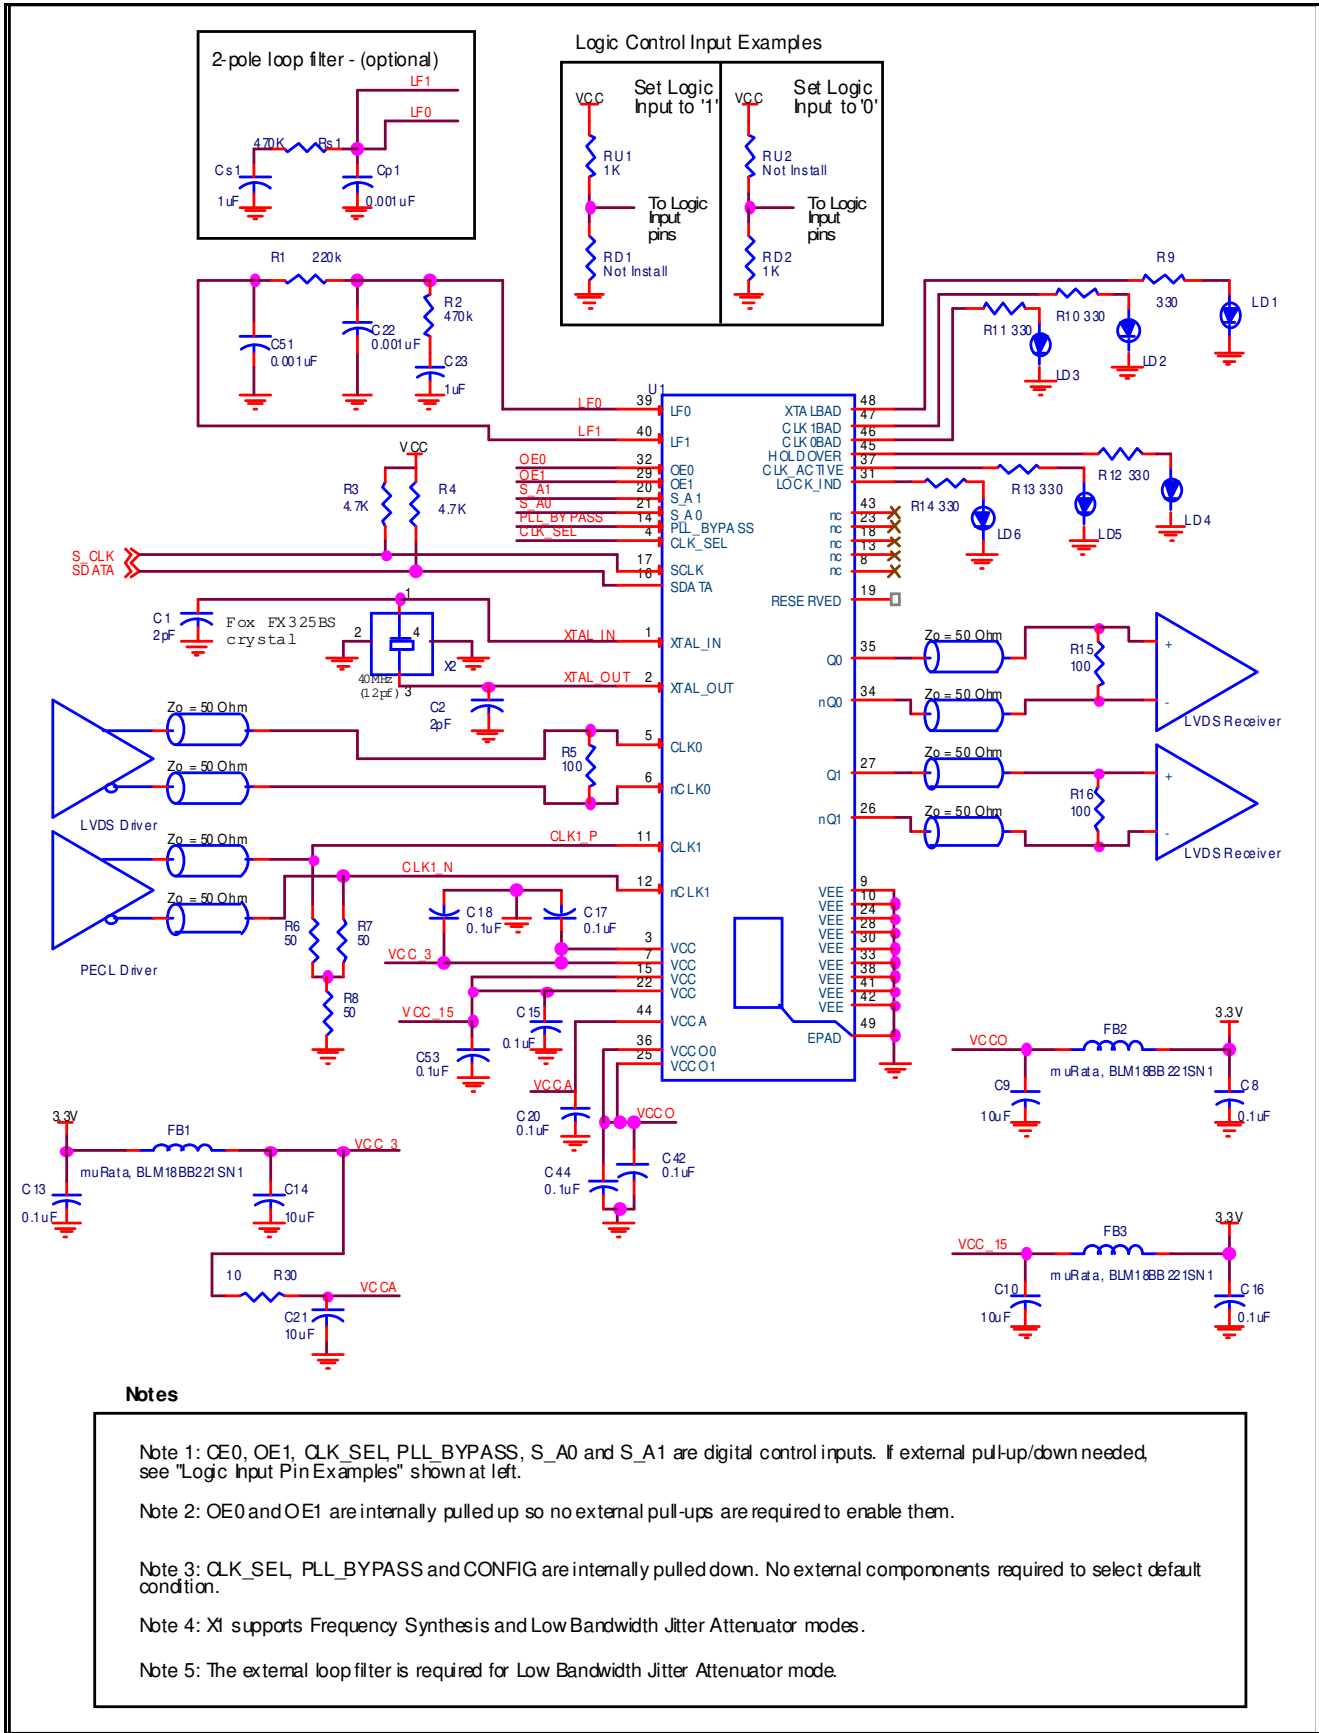 2-pole loop filter - (optional)
LF1
LF0
470K
Rs1
Cs1
1uF
Cp1
0.001uF
Logic Control Input Examples
Set Logic
Input to '1'
VCC
RU1
1K
To Logic
Input
pins
RD1
Not Install
Set Logic
Input to '0'
VCC
RU2
Not Install
To Logic
Input
pins
RD2
1K
R1
220k
R2
470k
C51
0.001uF
C22
0.001uF
C23
1uF
R9
330
LD1
R10 330
LD2
R11 330
LD3
U1
LF0
39
LF0
LF1
40
LF1
OE0
32
OE0
OE1
29
OE1
S_A1
20
S_A1
S_A0
21
S_A0
PLL_BYPASS
14
PLL_BYPASS
CLK_SEL
4
CLK_SEL
VCC
R3
4.7K
R4
4.7K
S_CLK
SDATA
17
SCLK
16
SDATA
48
XTALBAD
47
CLK1BAD
46
CLK0BAD
45
HOLDOVER
37
CLK_ACTIVE
31
LOCK_IND
43
nc
23
nc
18
nc
13
nc
8
nc
19
RESERVED
R12 330
LD4
R13 330
LD5
R14 330
LD6
C1
2pF
Fox FX325BS
crystal
1
2
4
3
X2
40MHz
(12pf)
XTAL_IN
1
XTAL_IN
XTAL_OUT
2
XTAL_OUT
C2
2pF
Zo = 50 Ohm
Zo = 50 Ohm
LVDS Driver
R5
100
5
CLK0
6
nCLK0
Zo = 50 Ohm
Zo = 50 Ohm
PECL Driver
CLK1_P
11
CLK1
CLK1_N
12
nCLK1
R6
50
R7
50
R8
50
35
Q0
34
nQ0
Zo = 50 Ohm
Zo = 50 Ohm
R15
100
+
-
LVDS Receiver
27
Q1
26
nQ1
Zo = 50 Ohm
Zo = 50 Ohm
R16
100
+
-
LVDS Receiver
C18
0.1uF
C17
0.1uF
VCC_3
3
VCC
7
VCC
15
VCC
22
VCC
VCC_15
C15
0.1uF
C53
0.1uF
44
VCCA
36
VCCO0
25
VCCO1
VCCA
C20
0.1uF
VCCO
C44
0.1uF
C42
0.1uF
9
VEE
10
VEE
24
VEE
28
VEE
30
VEE
33
VEE
38
VEE
41
VEE
42
VEE
49
EPAD
3.3V
FB1
muRata, BLM18BB221SN1
VCC_3
C13
0.1uF
C14
10uF
10
R30
VCCA
C21
10uF
VCCO
FB2
3.3V
muRata, BLM18BB221SN1
C9
10uF
C8
0.1uF
VCC_15
FB3
3.3V
muRata, BLM18BB221SN1
C10
10uF
C16
0.1uF
Notes
Note 1: OE0, OE1, CLK_SEL, PLL_BYPASS, S_A0 and S_A1 are digital control inputs. If external pull-up/down needed,
see "Logic Input Pin Examples" shown at left.
Note 2: OE0 and OE1 are internally pulled up so no external pull-ups are required to enable them.
Note 3: CLK_SEL, PLL_BYPASS and CONFIG are internally pulled down. No external compononents required to select default
condition.
Note 4: X1 supports Frequency Synthesis and Low Bandwidth Jitter Attenuator modes.
Note 5: The external loop filter is required for Low Bandwidth Jitter Attenuator mode.